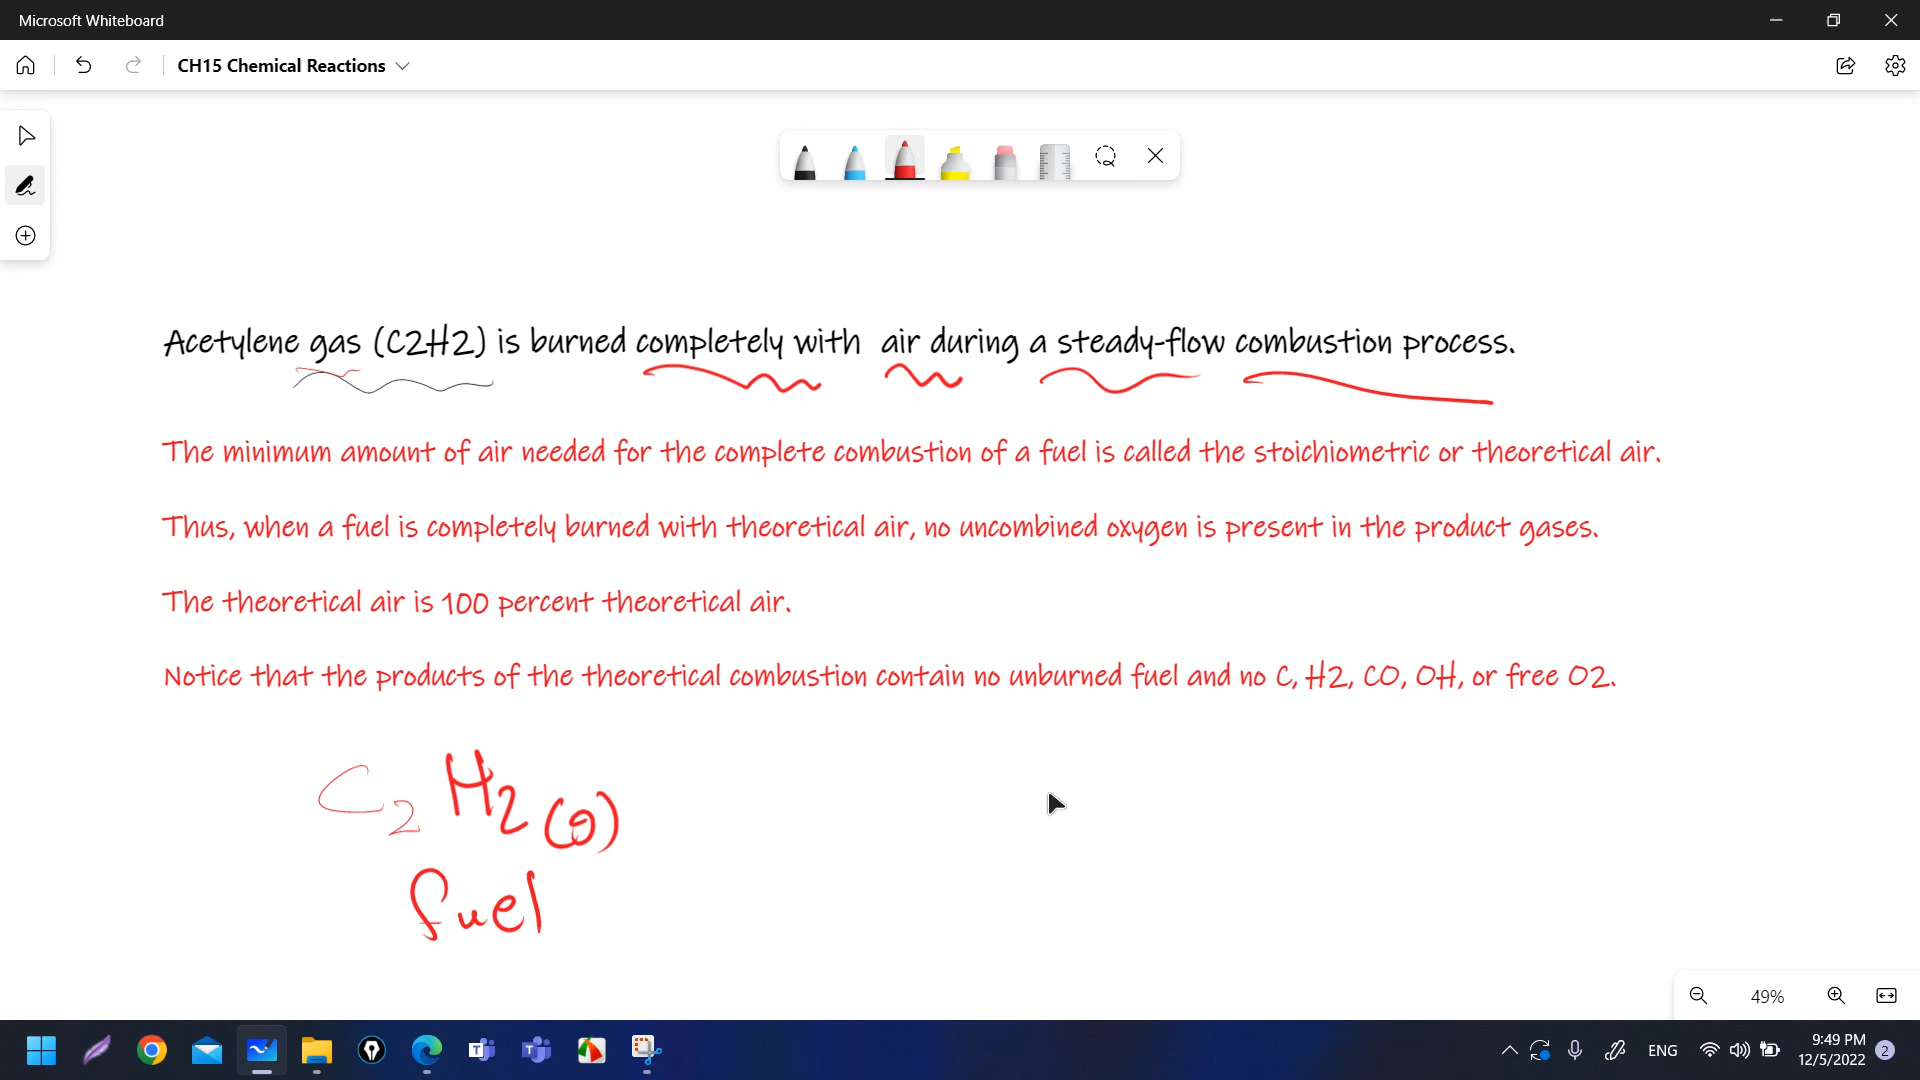 Microsoft Whiteboard
CH15 Chemical Reactions
Acetylene gas (C2H2) is burned completely with air during a steady-flow combustion process.
The minimum amount of air needed for the complete combustion of a fuel is called the stoichiometric or theoretical air.
Thus, when a fuel is completely burned with theoretical air, no uncombined oxygen is present in the product gases.
The theoretical air is 100 percent theoretical air.
Notice that the products of the theoretical combustion contain no unburned fuel and no C, H2, CO, OH, or free O2.
C2 H2 (g)
fuel
49%
ENG
9:49 PM
12/5/2022
2